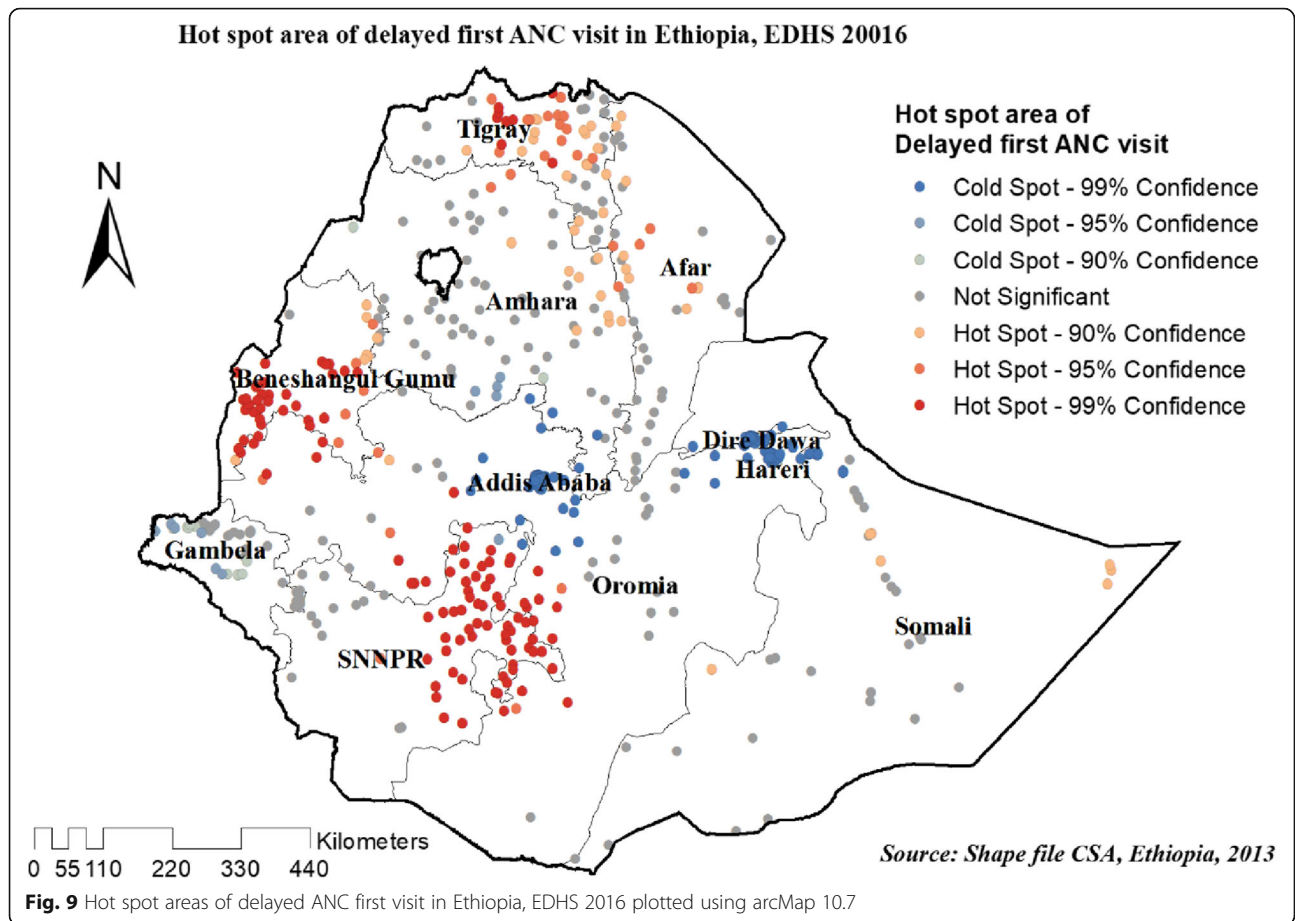 Hot spot area of delayed first ANC visit in Ethiopia, EDHS 20016
Hot spot area of
Delayed first ANC visit
Cold Spot - 99% Confidence
Cold Spot - 95% Confidence
Cold Spot - 90% Confidence
Not Significant
Hot Spot - 90% Confidence
Hot Spot - 95% Confidence
Hot Spot - 99% Confidence
N
Tigray
Afar
Amhara
Beneshangul Gumu
Dire Dawa
Hareri
Addis Ababa
Gambela
Oromia
Somali
SNNPR
Kilometers
0 55 110 220 330 440
Source: Shape file CSA, Ethiopia, 2013
Fig. 9 Hot spot areas of delayed ANC first visit in Ethiopia, EDHS 2016 plotted using arcMap 10.7